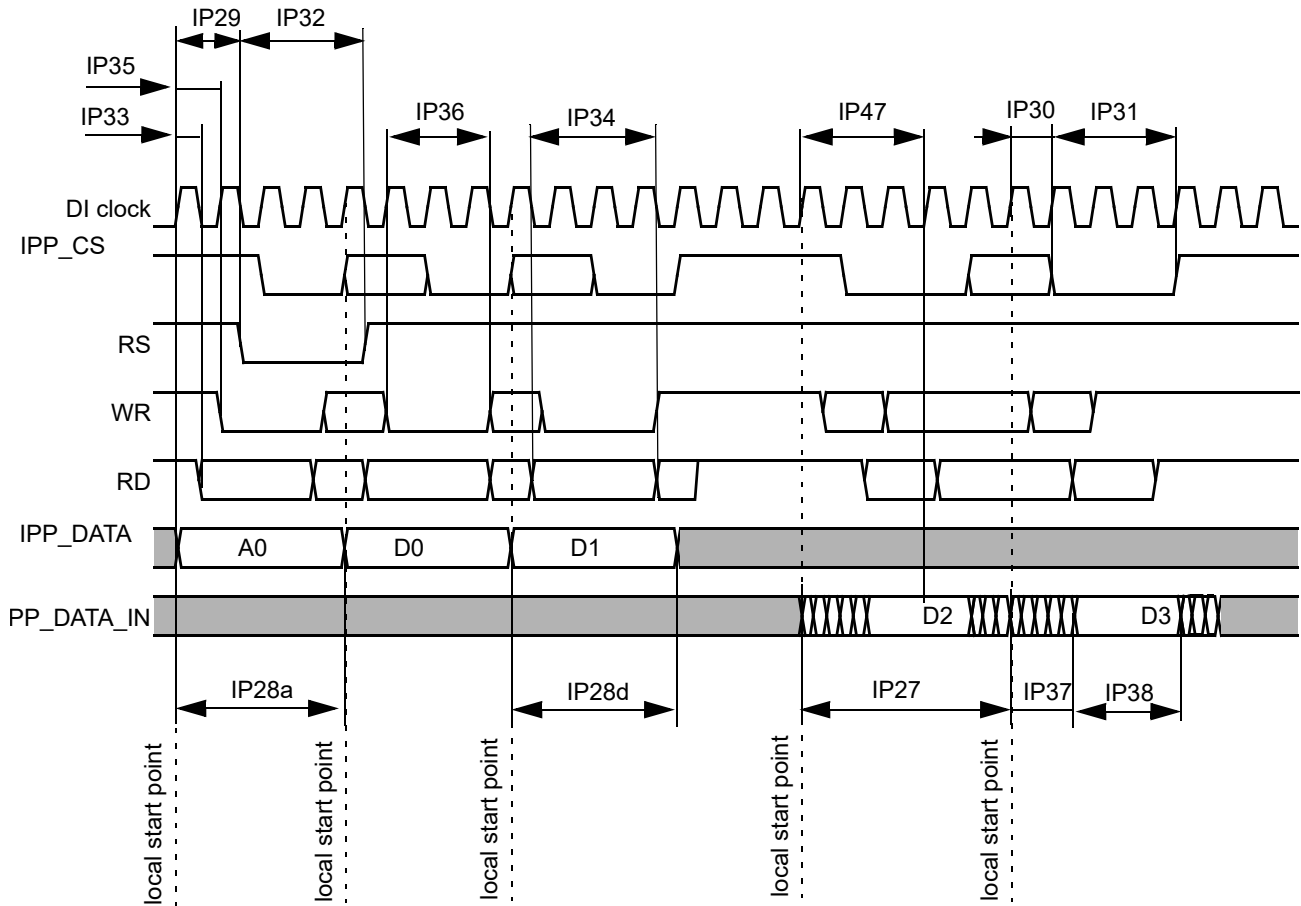 IP29 IP32
IP35
IP33 IP36 IP34 IP47 IP30 IP31
DI clock
IPP_CS
RS
WR
RD
IPP_DATA A0 D0 D1
PP_DATA_IN D2 D3
IP28a IP28d IP27 IP37 IP38
local start point
local start point
local start point
local start point
local start point